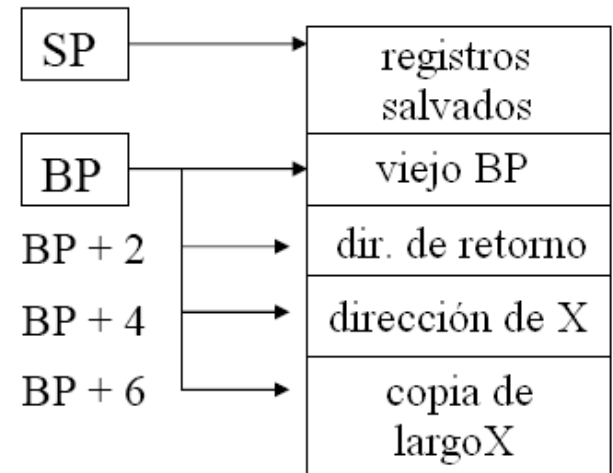 SP
registros
salvados
BP
viejo BP
BP + 2
dir. de retorno
BP + 4
dirección de X
BP + 6
copia de
largoX